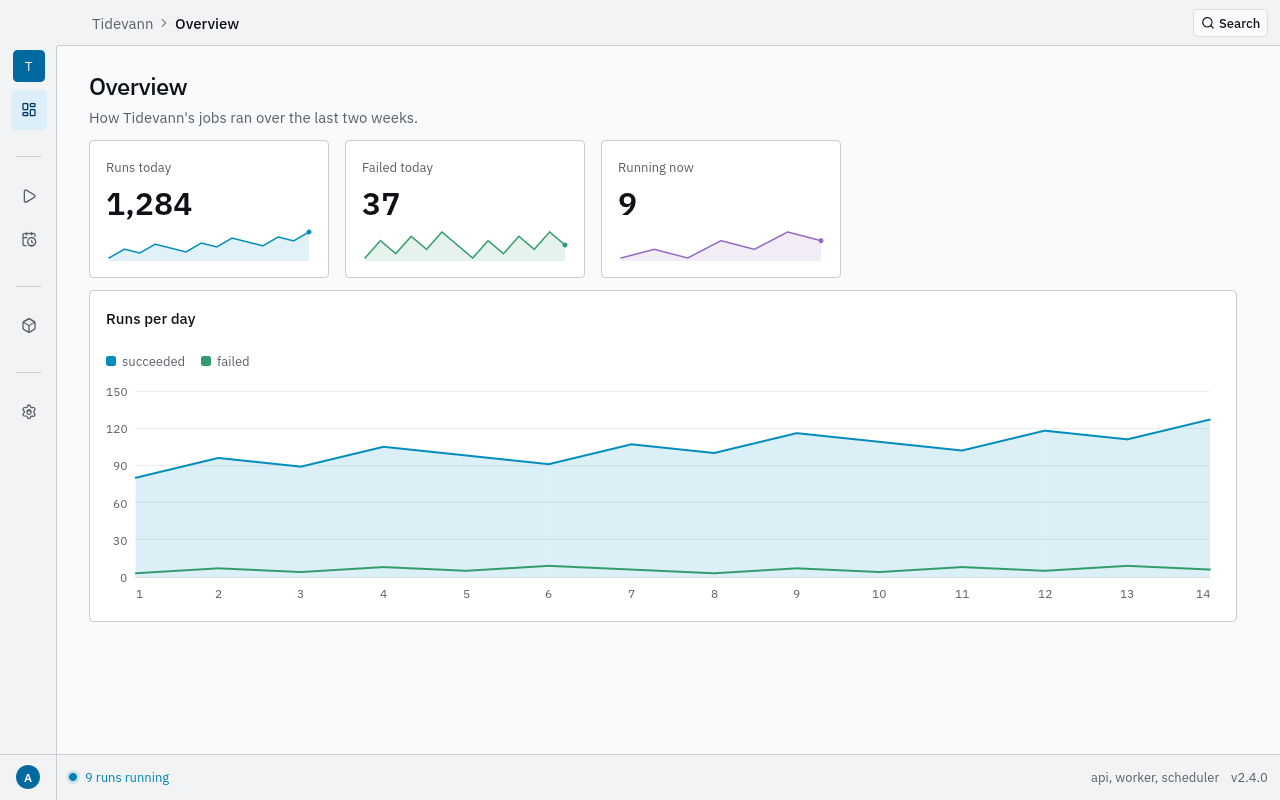 Tidevann > Overview
Search
T
Overview
How Tidevann's jobs ran over the last two weeks.
Runs today
1,284
Failed today
37
Running now
9
Runs per day
succeeded failed
150
120
90
60
30
0
1 2 3 4 5 6 7 8 9 10 11 12 13 14
A
9 runs running
api, worker, scheduler v2.4.0